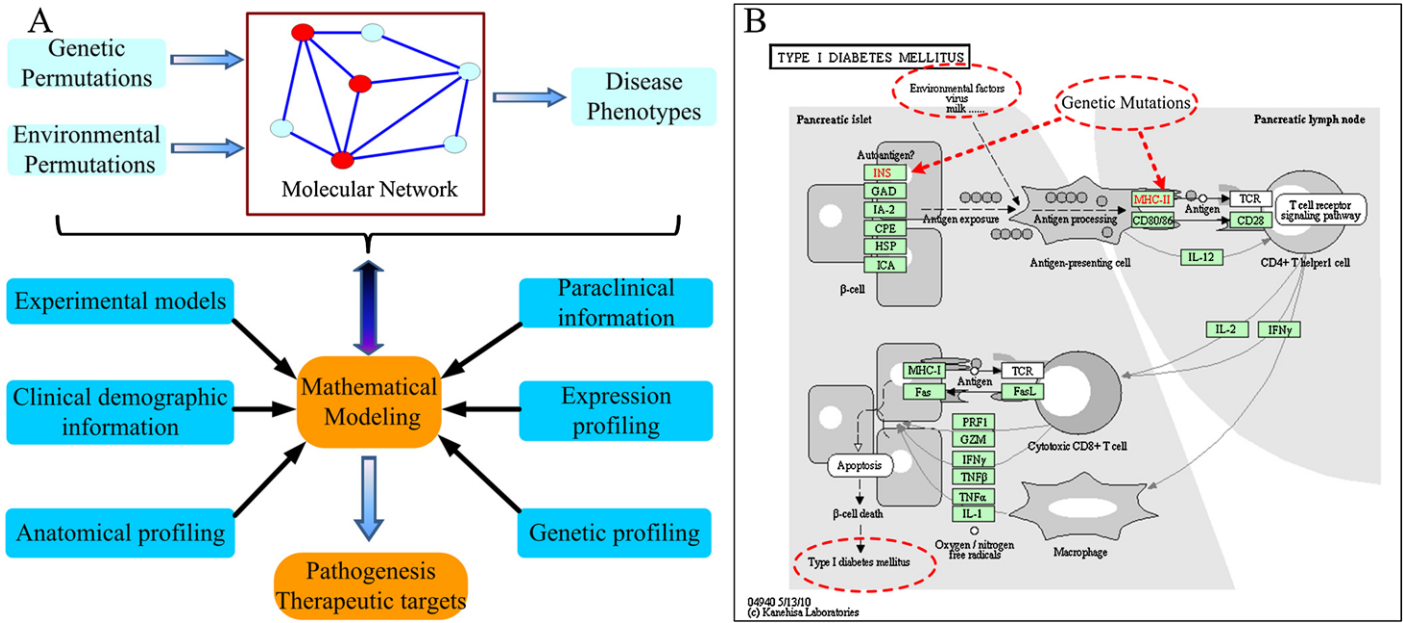 A
Genetic
Permutations
Environmental
Permutations
Molecular Network
Disease
Phenotypes
Experimental models
Clinical demographic
information
Anatomical profiling
Mathematical
Modeling
Paraclinical
information
Expression
profiling
Genetic profiling
Pathogenesis
Therapeutic targets
B
TYPE I DIABETES MELLITUS
Environmental factors
virus
milk ......
Genetic Mutations
Pancreatic islet
Pancreatic lymph node
Autoantigen?
INS
GAD
IA-2
CPE
HSP
ICA
β-cell
Antigen exposure
Antigen processing
Antigen-presenting cell
MHC-II
CD80/86
Antigen
TCR
CD28
T cell receptor
signaling pathway
IL-12
CD4+ T helper1 cell
IL-2
IFNγ
MHC-I
Fas
Antigen
TCR
FasL
PRF1
GZM
IFNγ
TNFβ
TNFα
IL-1
Cytotoxic CD8+ T cell
Apoptosis
β-cell death
Oxygen / nitrogen
free radicals
Macrophage
Type I diabetes mellitus
04940 5/13/10
(c) Kanehisa Laboratories